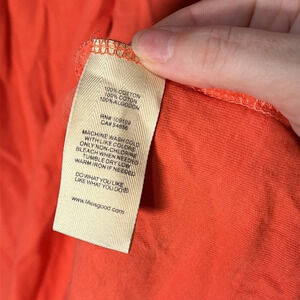 100% COTTON
100% COTON
100% ALGODON
RN# 109509
CA# 54656
MACHINE WASH COLD
WITH LIKE COLORS
ONLY NON-CHLORINE
BLEACH WHEN NEEDED
TUMBLE DRY LOW
WARM IRON IF NEEDED
DO WHAT YOU LIKE
LIKE WHAT YOU DO®
www.lifeisgood.com